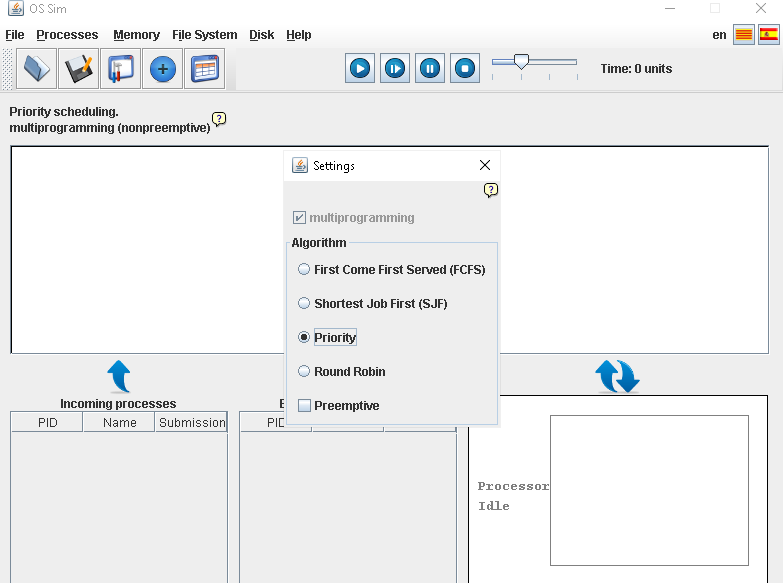 OS Sim
File Processes Memory File System Disk Help en
Time: 0 units
Priority scheduling.
multiprogramming (nonpreemptive) ?
Settings
?
multiprogramming
Algorithm
First Come First Served (FCFS)
Shortest Job First (SJF)
Priority
Round Robin
Preemptive
Incoming processes
PID Name Submission
Processor
Idle